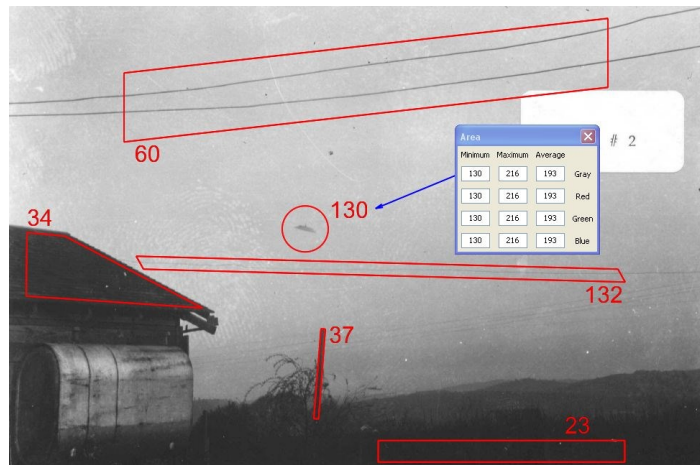 # 2
Area
Minimum Maximum Average
130 216 193 Gray
130 216 193 Red
130 216 193 Green
130 216 193 Blue
60
34
130
132
37
23